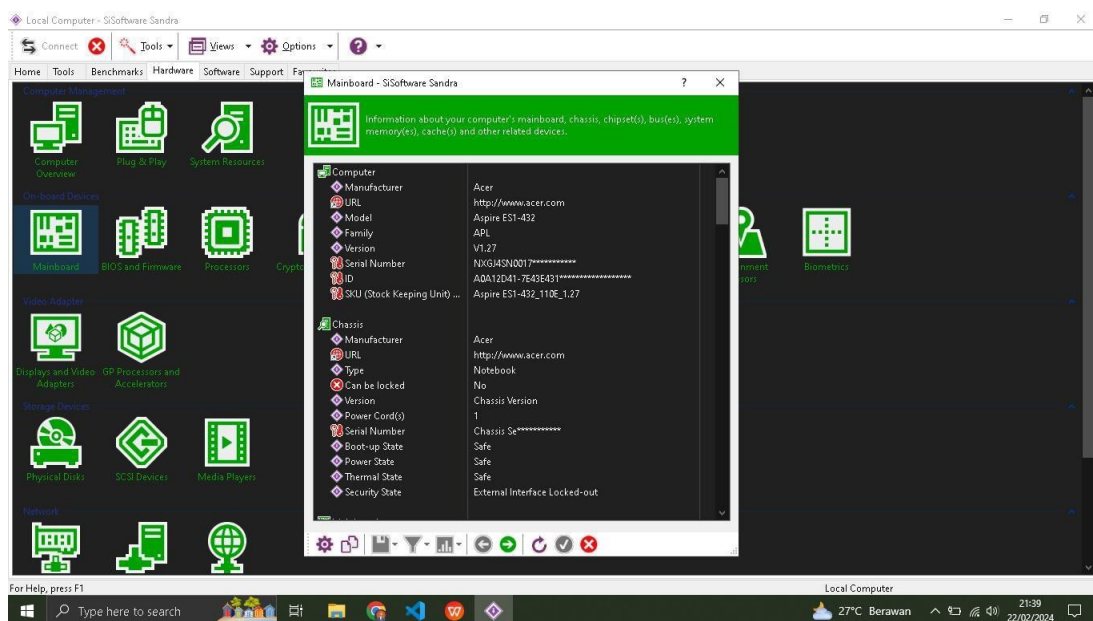 Local Computer - SiSoftware Sandra
Connect Tools Views Options
Home Tools Benchmarks Hardware Software Support
Computer Management
Computer Overview
Plug & Play
System Resources
On-board Devices
Mainboard
BIOS and Firmware
Processors
Biometrics
Video Adapter
Displays and Video Adapters
GP Processors and Accelerators
Storage Devices
Physical Disks
SCSI Devices
Media Players
Network
Mainboard - SiSoftware Sandra
Information about your computer's mainboard, chassis, chipset(s), bus(es), system
memory(es), cache(s) and other related devices.
Computer
Manufacturer Acer
URL http://www.acer.com
Model Aspire ES1-432
Family APL
Version V1.27
Serial Number NXGJ4SN0017***********
ID A0A12D41-7E43E431******************
SKU (Stock Keeping Unit) ... Aspire ES1-432_110E_1.27
Chassis
Manufacturer Acer
URL http://www.acer.com
Type Notebook
Can be locked No
Version Chassis Version
Power Cord(s) 1
Serial Number Chassis Se***********
Boot-up State Safe
Power State Safe
Thermal State Safe
Security State External Interface Locked-out
For Help, press F1
Local Computer
Type here to search
27°C Berawan
21:39
22/02/2024